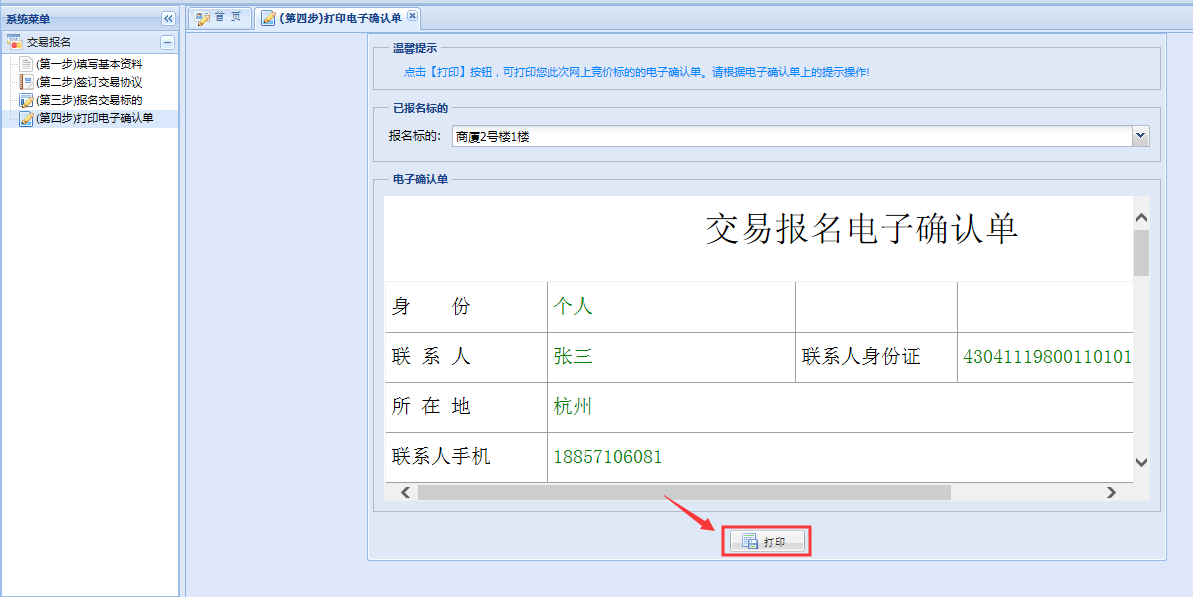 系统菜单
交易报名
(第一步)填写基本资料
(第二步)签订交易协议
(第三步)报名交易标的
(第四步)打印电子确认单
首 页
(第四步)打印电子确认单
温馨提示
点击【打印】按钮，可打印您此次网上竞价标的的电子确认单。请根据电子确认单上的提示操作!
已报名标的
报名标的: 商厦2号楼1楼
电子确认单
交易报名电子确认单
身 份 个人
联 系 人 张三 联系人身份证 43041119800110101
所 在 地 杭州
联系人手机 18857106081
打印